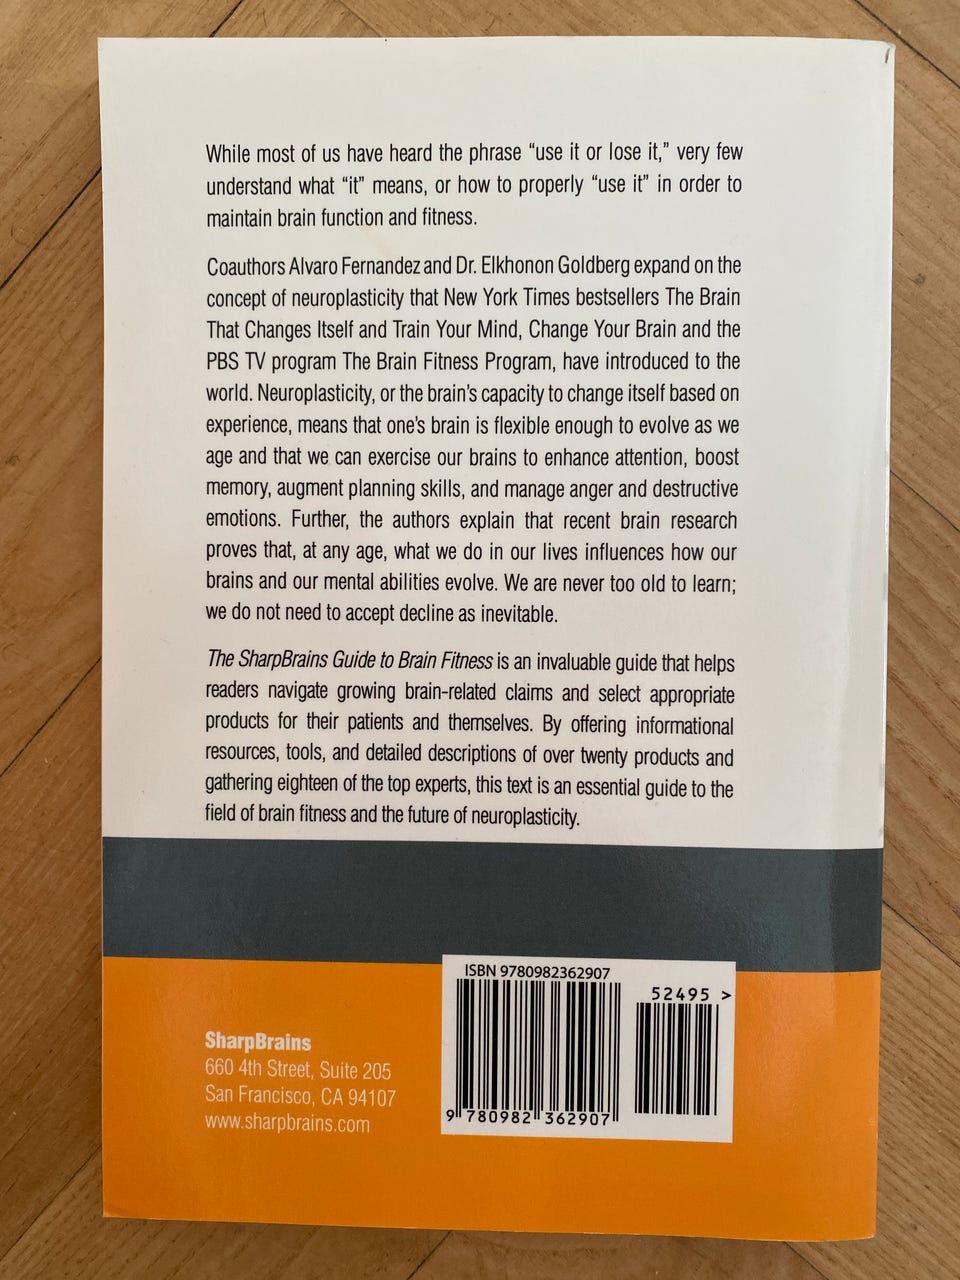 While most of us have heard the phrase “use it or lose it,” very few
understand what “it” means, or how to properly “use it” in order to
maintain brain function and fitness.
Coauthors Alvaro Fernandez and Dr. Elkhonon Goldberg expand on the
concept of neuroplasticity that New York Times bestsellers The Brain
That Changes Itself and Train Your Mind, Change Your Brain and the
PBS TV program The Brain Fitness Program, have introduced to the
world. Neuroplasticity, or the brain’s capacity to change itself based on
experience, means that one’s brain is flexible enough to evolve as we
age and that we can exercise our brains to enhance attention, boost
memory, augment planning skills, and manage anger and destructive
emotions. Further, the authors explain that recent brain research
proves that, at any age, what we do in our lives influences how our
brains and our mental abilities evolve. We are never too old to learn;
we do not need to accept decline as inevitable.
The SharpBrains Guide to Brain Fitness is an invaluable guide that helps
readers navigate growing brain-related claims and select appropriate
products for their patients and themselves. By offering informational
resources, tools, and detailed descriptions of over twenty products and
gathering eighteen of the top experts, this text is an essential guide to the
field of brain fitness and the future of neuroplasticity.
SharpBrains
660 4th Street, Suite 205
San Francisco, CA 94107
www.sharpbrains.com
ISBN 9780982362907
52495 >
9 780982 362907